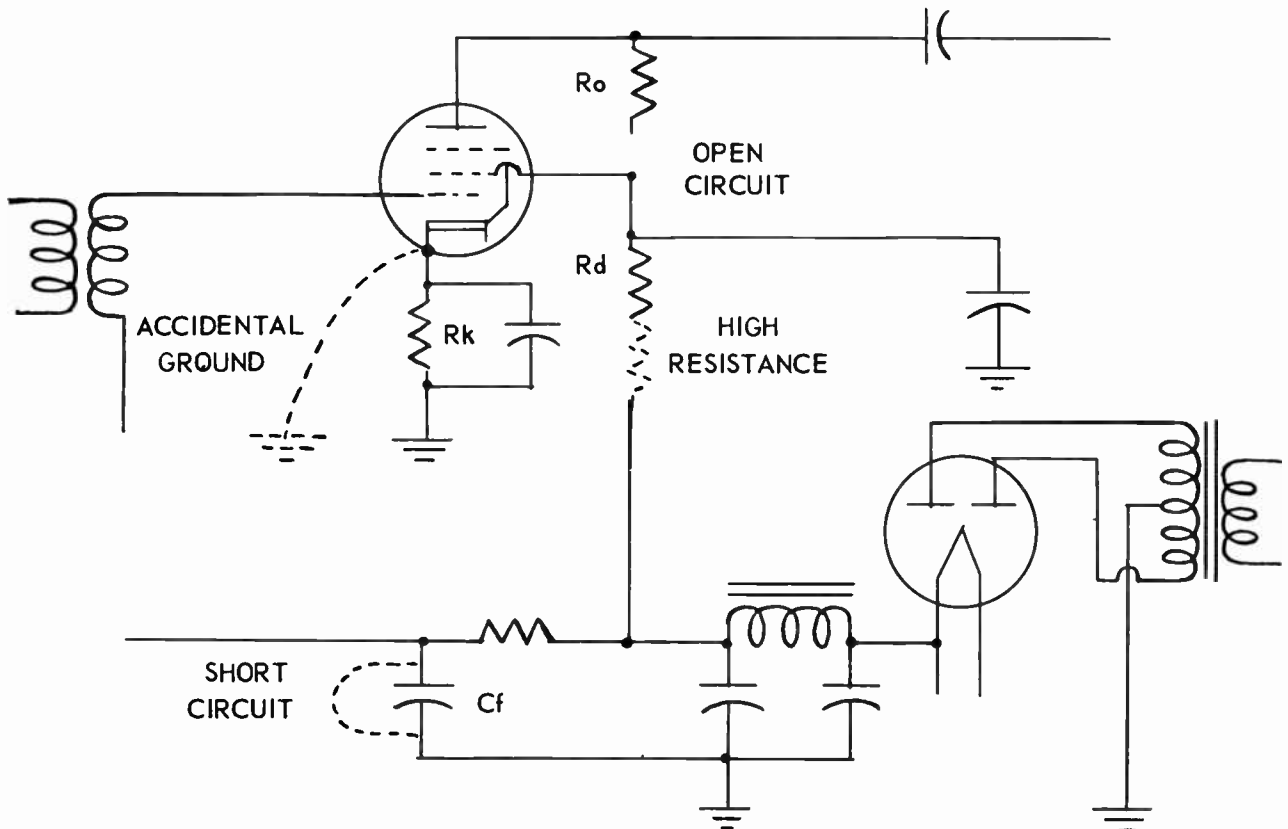 Ro
OPEN
CIRCUIT
Rd
ACCIDENTAL
GROUND
Rk
HIGH
RESISTANCE
SHORT
CIRCUIT
Cf